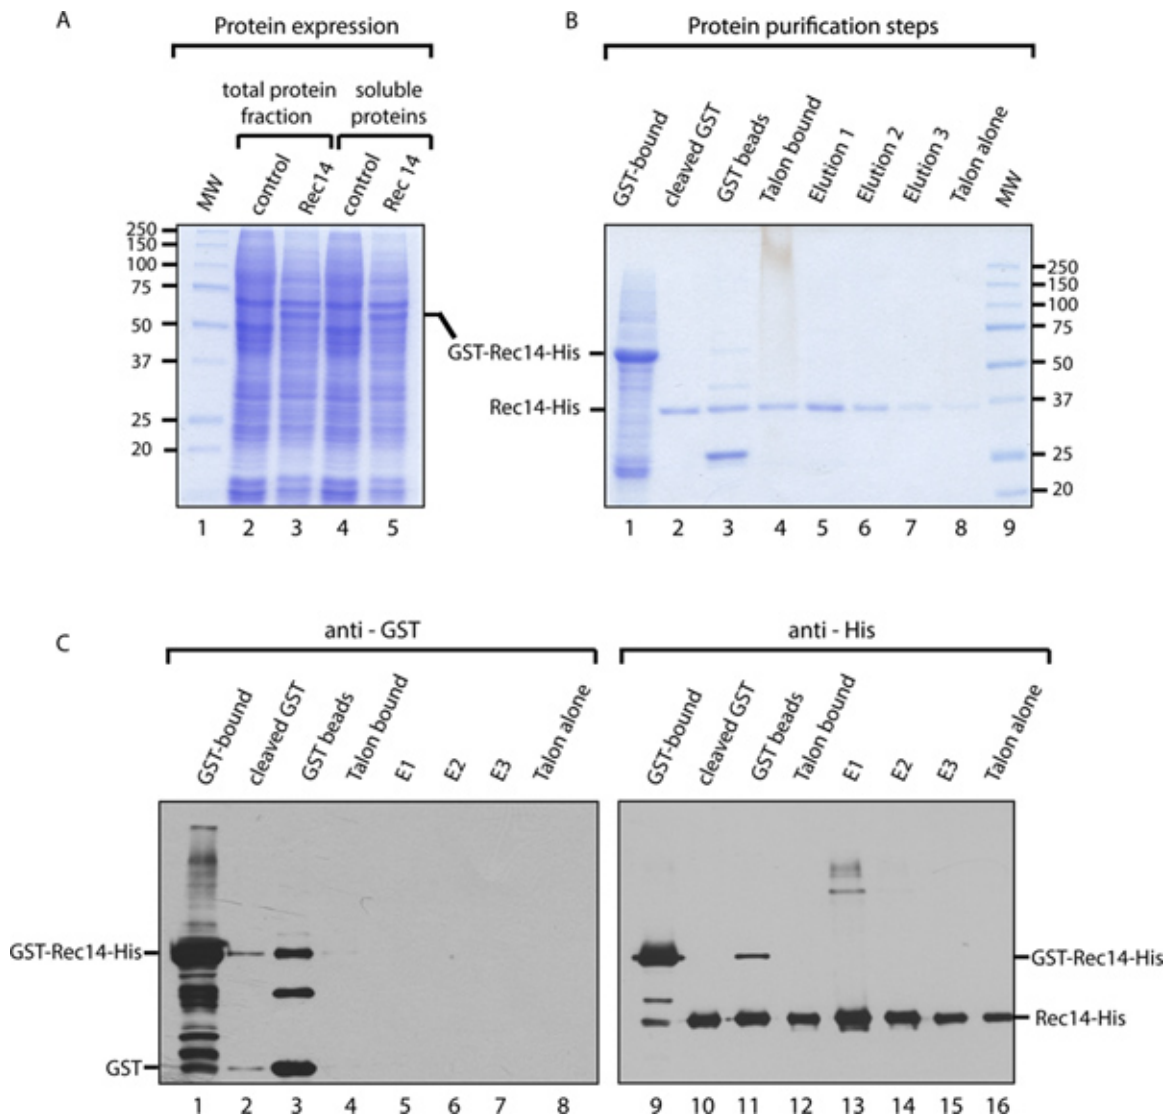 A
Protein expression
total protein fraction
soluble proteins
MW
control
Rec14
control
Rec 14
250
150
100
75
50
37
25
20
1 2 3 4 5
B
Protein purification steps
GST-bound
cleaved GST
GST beads
Talon bound
Elution 1
Elution 2
Elution 3
Talon alone
MW
GST-Rec14-His
Rec14-His
250
150
100
75
50
37
25
20
1 2 3 4 5 6 7 8 9
C
anti - GST
GST-bound
cleaved GST
GST beads
Talon bound
E1
E2
E3
Talon alone
GST-Rec14-His
GST
1 2 3 4 5 6 7 8
anti - His
GST-bound
cleaved GST
GST beads
Talon bound
E1
E2
E3
Talon alone
GST-Rec14-His
Rec14-His
9 10 11 12 13 14 15 16